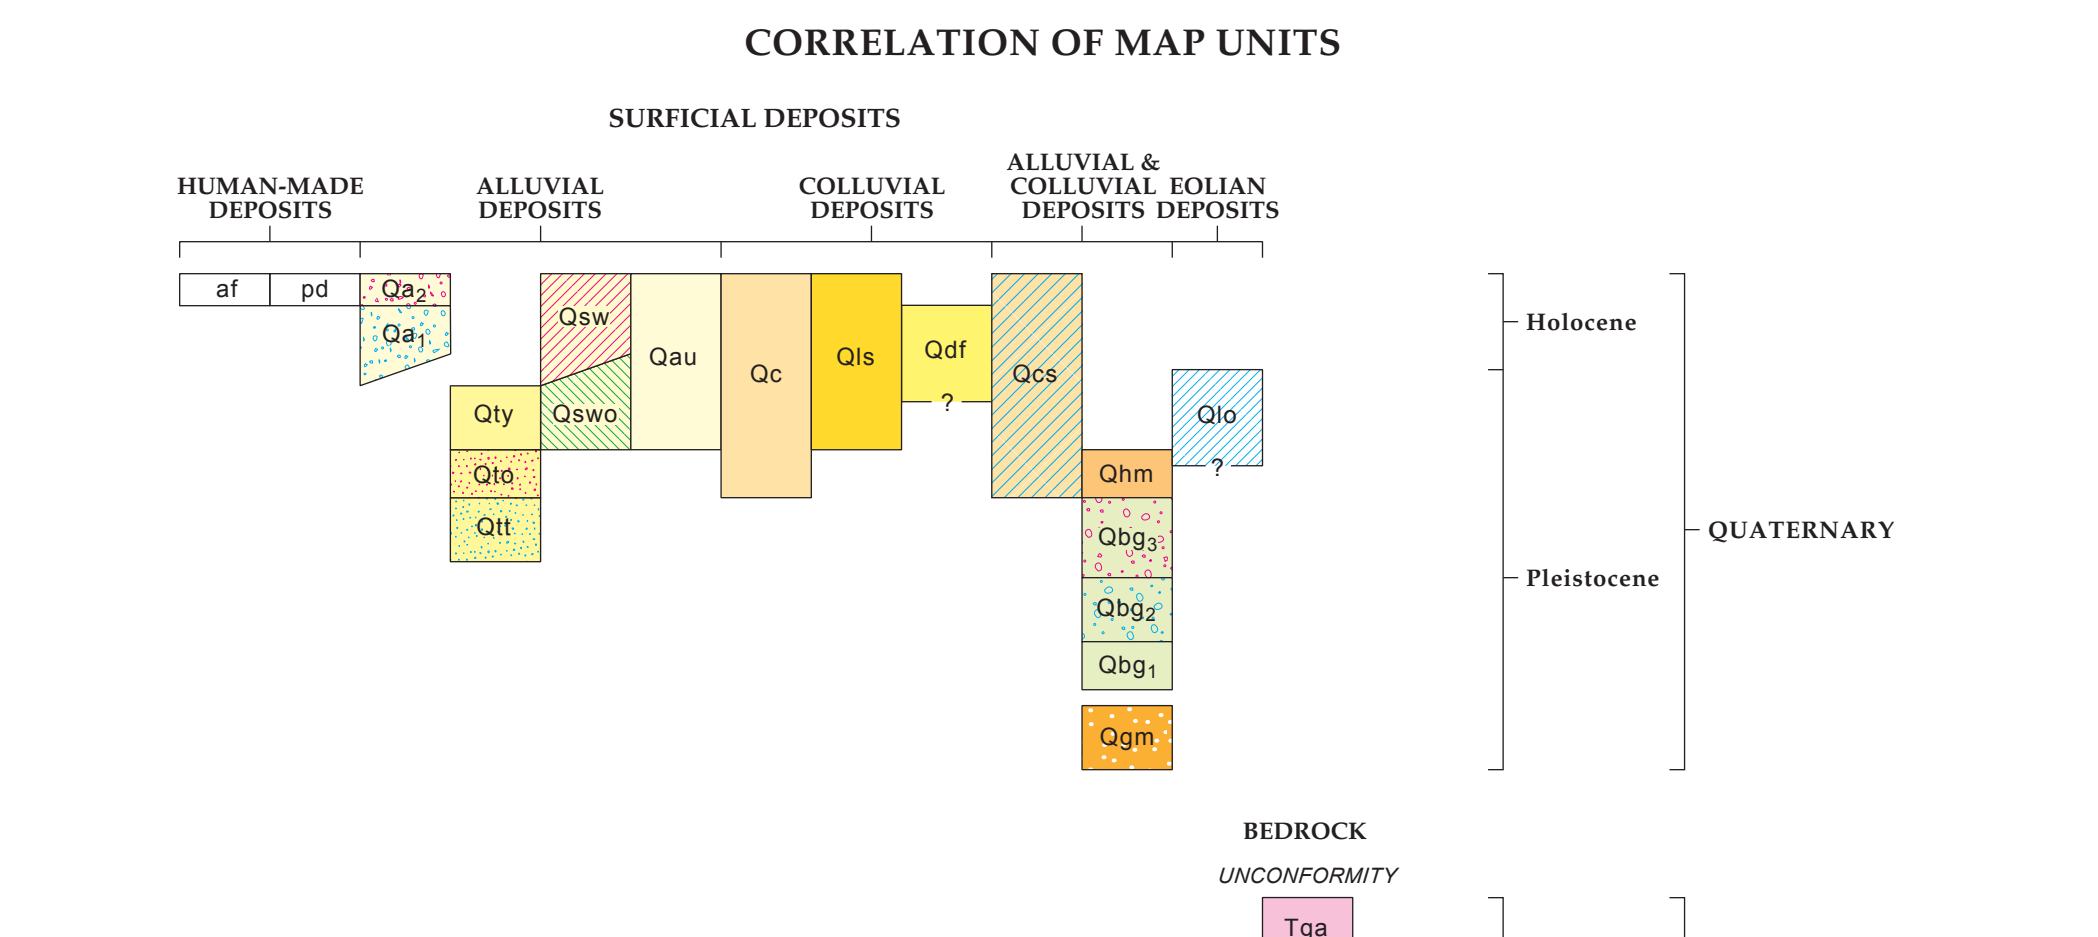 CORRELATION OF MAP UNITS
SURFICIAL DEPOSITS
HUMAN-MADE
DEPOSITS
ALLUVIAL
DEPOSITS
COLLUVIAL
DEPOSITS
ALLUVIAL &
COLLUVIAL
DEPOSITS
EOLIAN
DEPOSITS
af
pd
Qa2
Qa1
Qty
Qto
Qtt
Qsw
Qswo
Qau
Qc
Qls
Qdf
?
Qcs
Qhm
Qbg3
Qbg2
Qbg1
Qgm
Qlo
?
Holocene
Pleistocene
QUATERNARY
BEDROCK
UNCONFORMITY
Tga